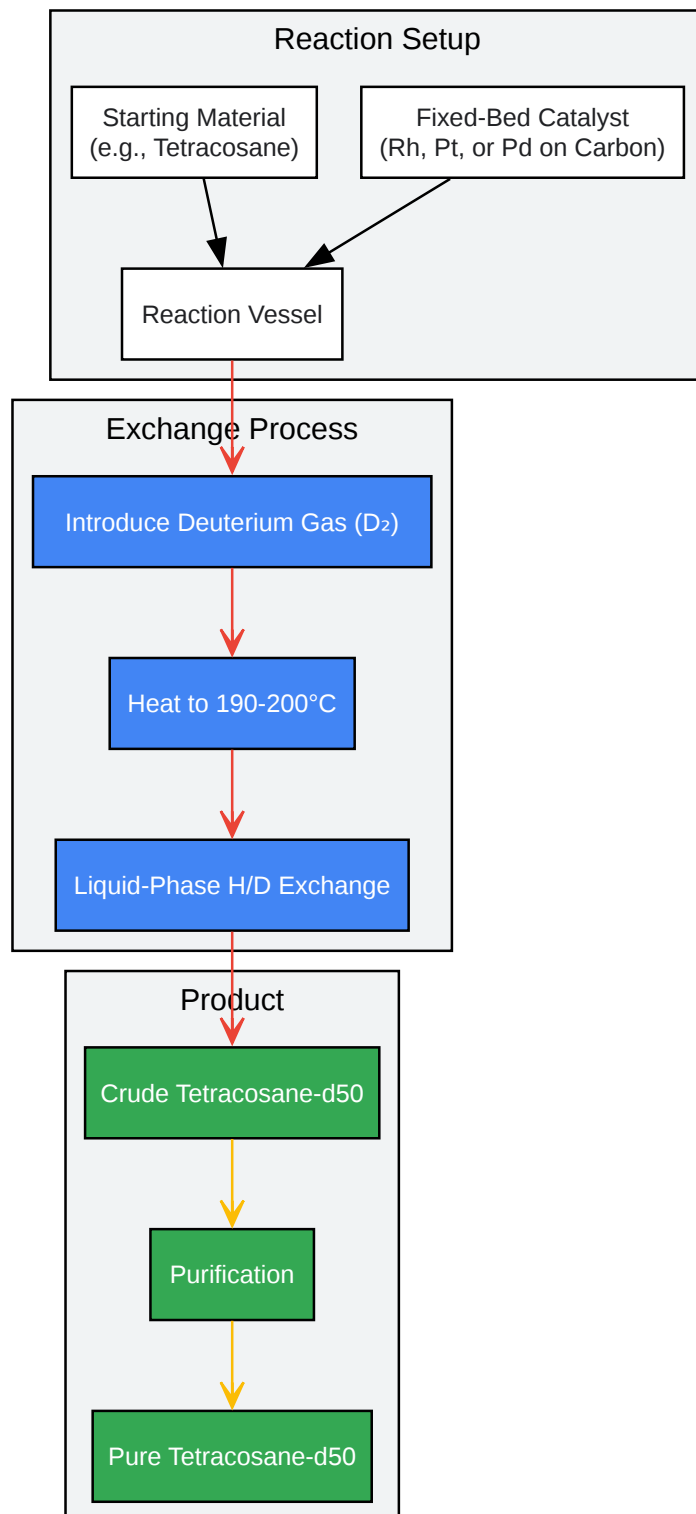 Reaction Setup
Starting Material
(e.g., Tetracosane)
Fixed-Bed Catalyst
(Rh, Pt, or Pd on Carbon)
Reaction Vessel
Exchange Process
Introduce Deuterium Gas (D₂)
Heat to 190-200°C
Liquid-Phase H/D Exchange
Product
Crude Tetracosane-d50
Purification
Pure Tetracosane-d50